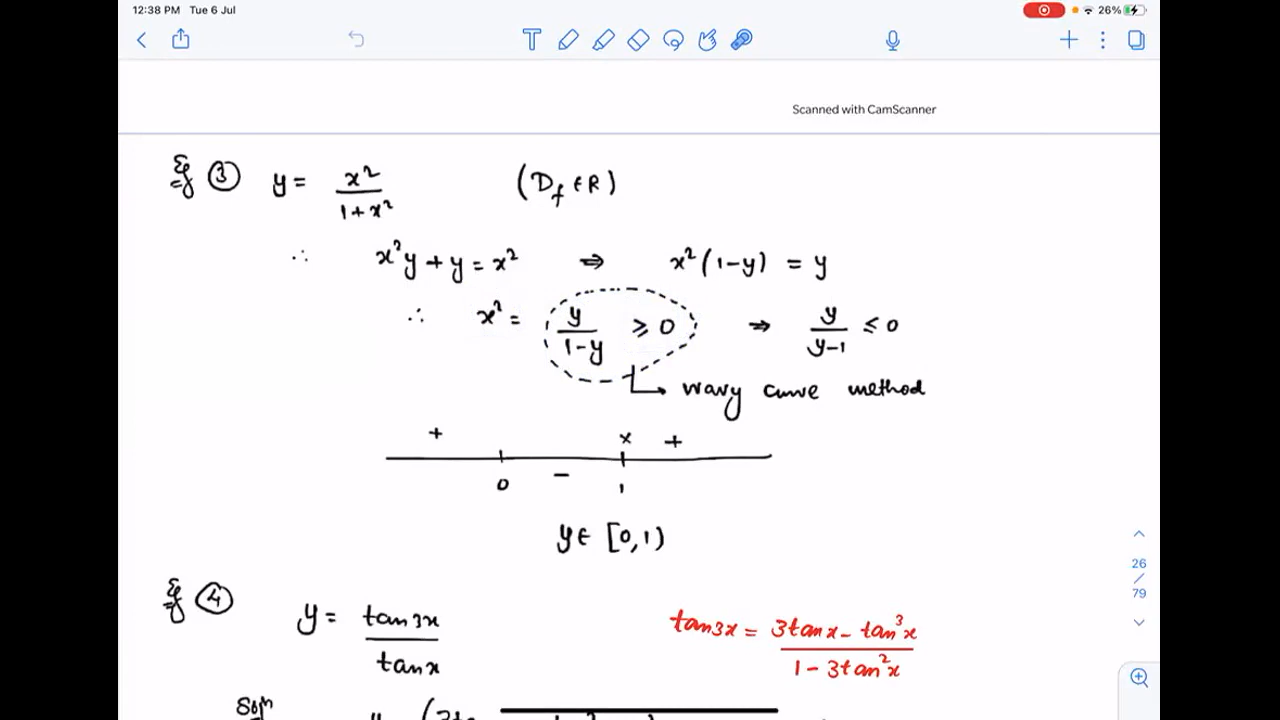 12:38 PM Tue 6 Jul
26%
Scanned with CamScanner
Eg ③ y = x²/(1+x²) (D_f ∈ R)
∴ x²y + y = x² ⇒ x²(1-y) = y
∴ x² = y/(1-y) ≥ 0 ⇒ y/(y-1) ≤ 0
↳ wavy curve method
+ × +
0 - 1
y ∈ [0,1)
26
/
79
Eg ④ y = tan3x/tanx tan3x = (3tanx - tan³x)/(1 - 3tan²x)
Soln